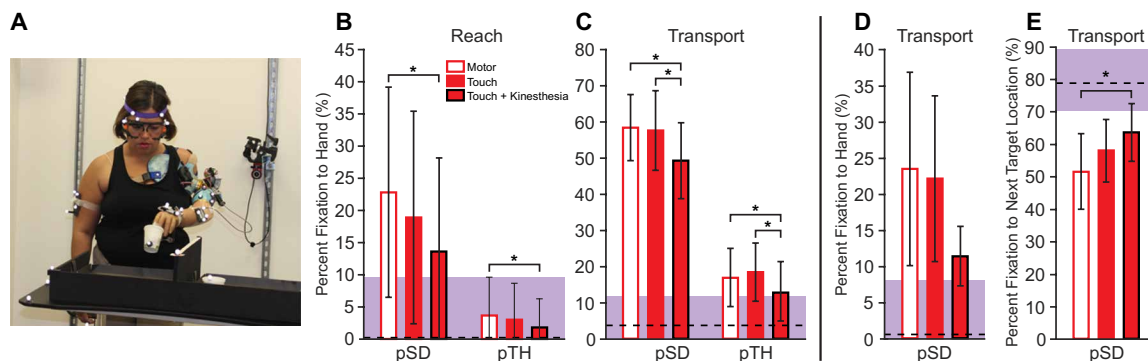 A
B
Reach
Percent Fixation to Hand (%)
45
40
35
30
25
20
15
10
5
0
*
Motor
Touch
Touch + Kinesthesia
*
pSD
pTH
C
Transport
80
70
60
50
40
30
20
10
0
*
*
*
*
pSD
pTH
D
Transport
Percent Fixation to Hand (%)
45
40
35
30
25
20
15
10
5
0
pSD
E
Transport
Percent Fixation to Next Target Location (%)
90
80
70
60
50
40
30
20
10
0
*
pSD